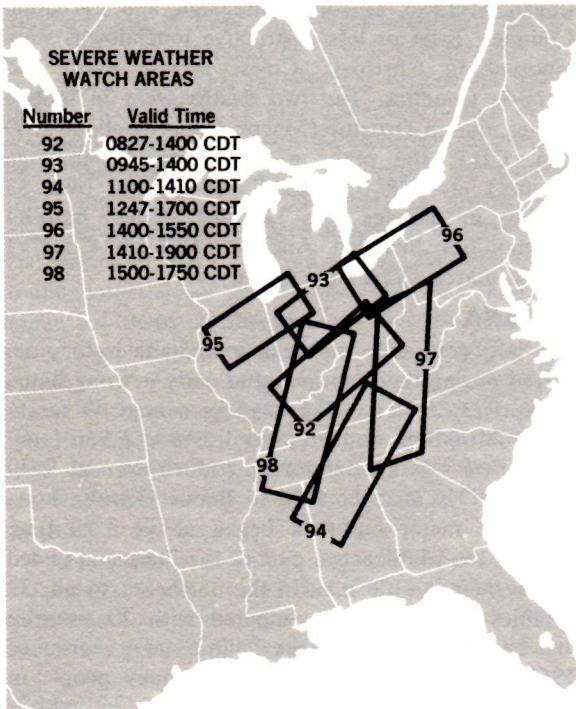 SEVERE WEATHER
WATCH AREAS
Number Valid Time
92 0827-1400 CDT
93 0945-1400 CDT
94 1100-1410 CDT
95 1247-1700 CDT
96 1400-1550 CDT
97 1410-1900 CDT
98 1500-1750 CDT
96
93
95
97
92
98
94